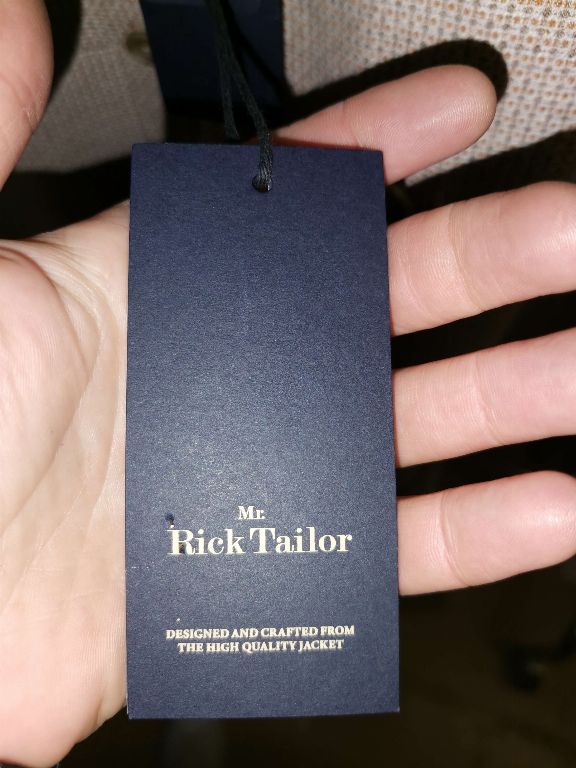 Mr.
Rick Tailor
DESIGNED AND CRAFTED FROM
THE HIGH QUALITY JACKET